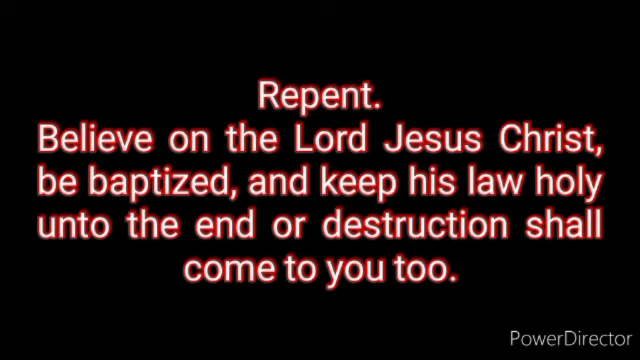 Repent.
Believe on the Lord Jesus Christ,
be baptized, and keep his law holy
unto the end or destruction shall
come to you too.
PowerDirector